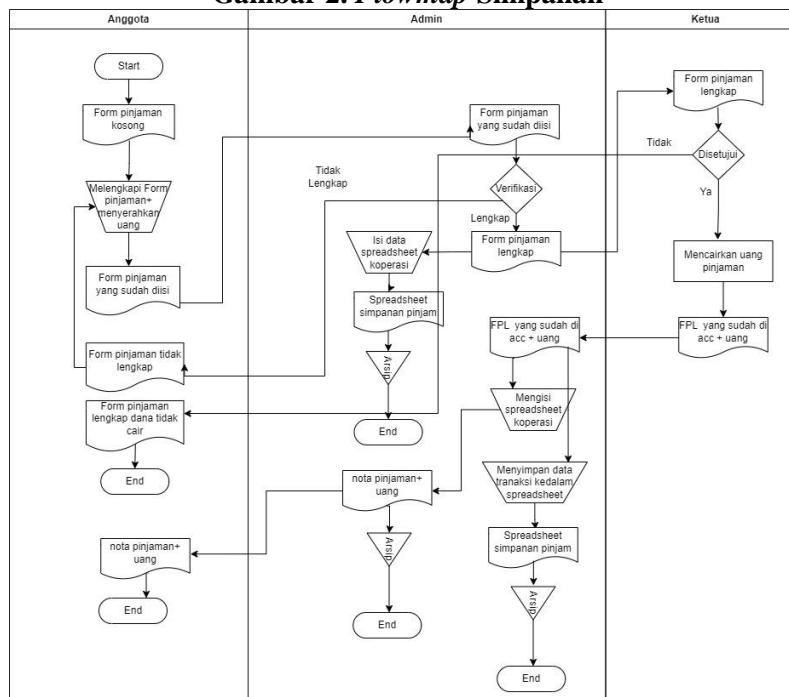 Gambar 2. Flowmap Simpanan
Anggota
Admin
Ketua
Start
Form pinjaman
kosong
Melengkapi Form
pinjaman+
menyerahkan
uang
Form pinjaman
yang sudah diisi
Form pinjaman tidak
lengkap
Form pinjaman
lengkap dana tidak
cair
End
nota pinjaman+
uang
End
Form pinjaman
yang sudah diisi
Tidak
Lengkap
Verifikasi
Lengkap
Form pinjaman
lengkap
Isi data
spreadsheet
koperasi
Spreadsheet
simpanan pinjam
Arsip
End
FPL yang sudah di
acc + uang
Mengisi
spreadsheet
koperasi
Menyimpan data
tranaksi kedalam
spreadsheet
nota pinjaman+
uang
Arsip
End
Spreadsheet
simpanan pinjam
Arsip
End
Form pinjaman
lengkap
Tidak
Disetujui
Ya
Mencairkan uang
pinjaman
FPL yang sudah di
acc + uang